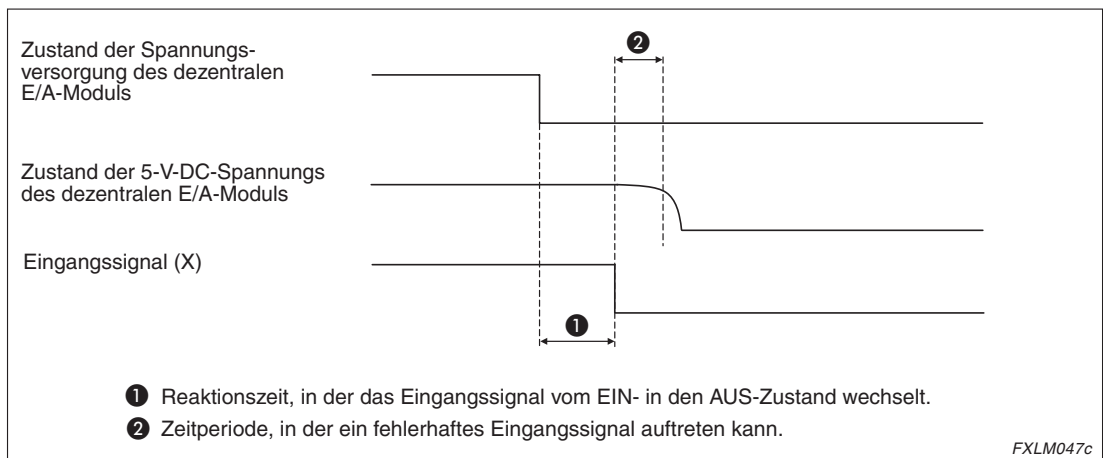 Zustand der Spannungs-
versorgung des dezentralen
E/A-Moduls
❷
Zustand der 5-V-DC-Spannungs
des dezentralen E/A-Moduls
Eingangssignal (X)
❶
❶ Reaktionszeit, in der das Eingangssignal vom EIN- in den AUS-Zustand wechselt.
❷ Zeitperiode, in der ein fehlerhaftes Eingangssignal auftreten kann.
FXLM047c